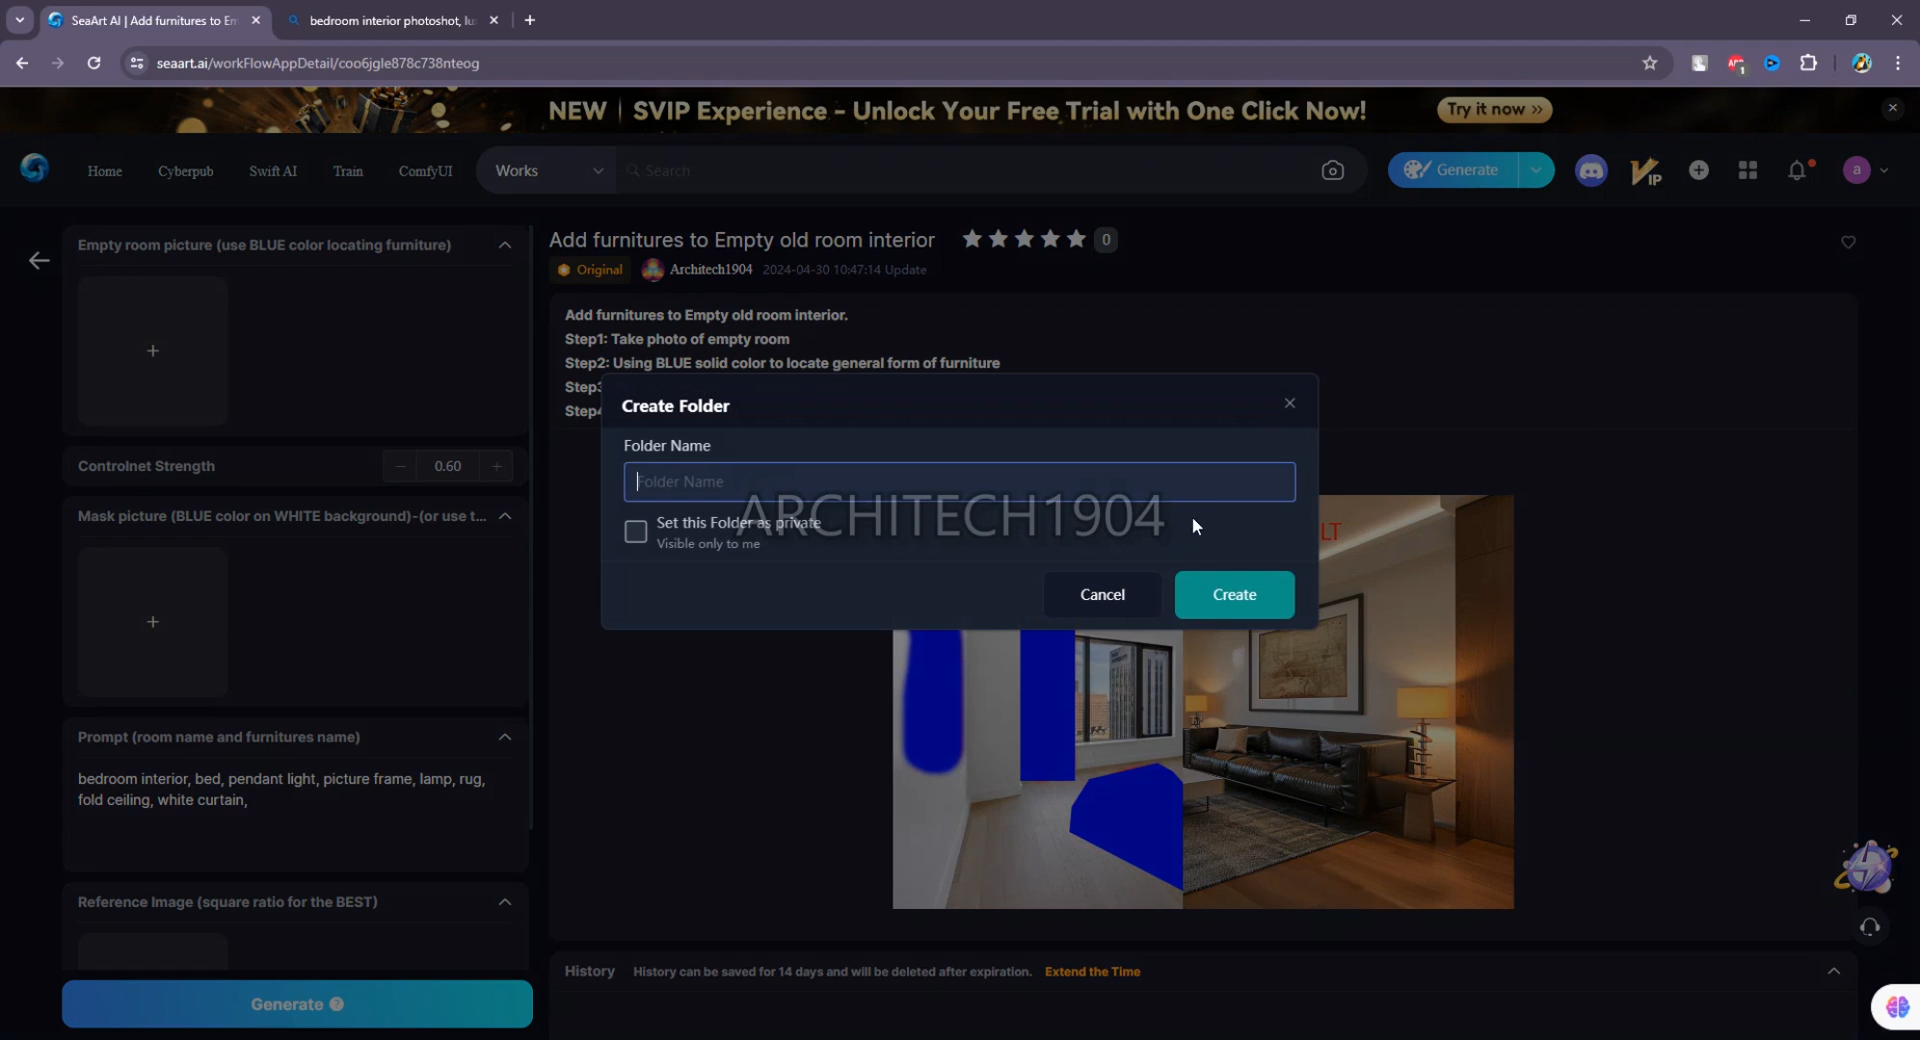 SeaArt AI | Add furnitures to Em
bedroom interior photoshot, lu
seaart.ai/workFlowAppDetail/coo6jgle878c738nteog
NEW | SVIP Experience - Unlock Your Free Trial with One Click Now!
Try it now »
Home
Cyberpub
Swift AI
Train
ComfyUI
Works
Search
Generate
VIP
a
Empty room picture (use BLUE color locating furniture)
Controlnet Strength
0.60
Mask picture (BLUE color on WHITE background)-(or use t...
Prompt (room name and furnitures name)
bedroom interior, bed, pendant light, picture frame, lamp, rug,
fold ceiling, white curtain,
Reference Image (square ratio for the BEST)
Generate
Add furnitures to Empty old room interior
0
Original
Architech1904 2024-04-30 10:47:14 Update
Add furnitures to Empty old room interior.
Step1: Take photo of empty room
Step2: Using BLUE solid color to locate general form of furniture
Step3
Step4
Create Folder
Folder Name
Folder Name
ARCHITECH1904
Set this Folder as private
Visible only to me
LT
Cancel
Create
History History can be saved for 14 days and will be deleted after expiration. Extend the Time